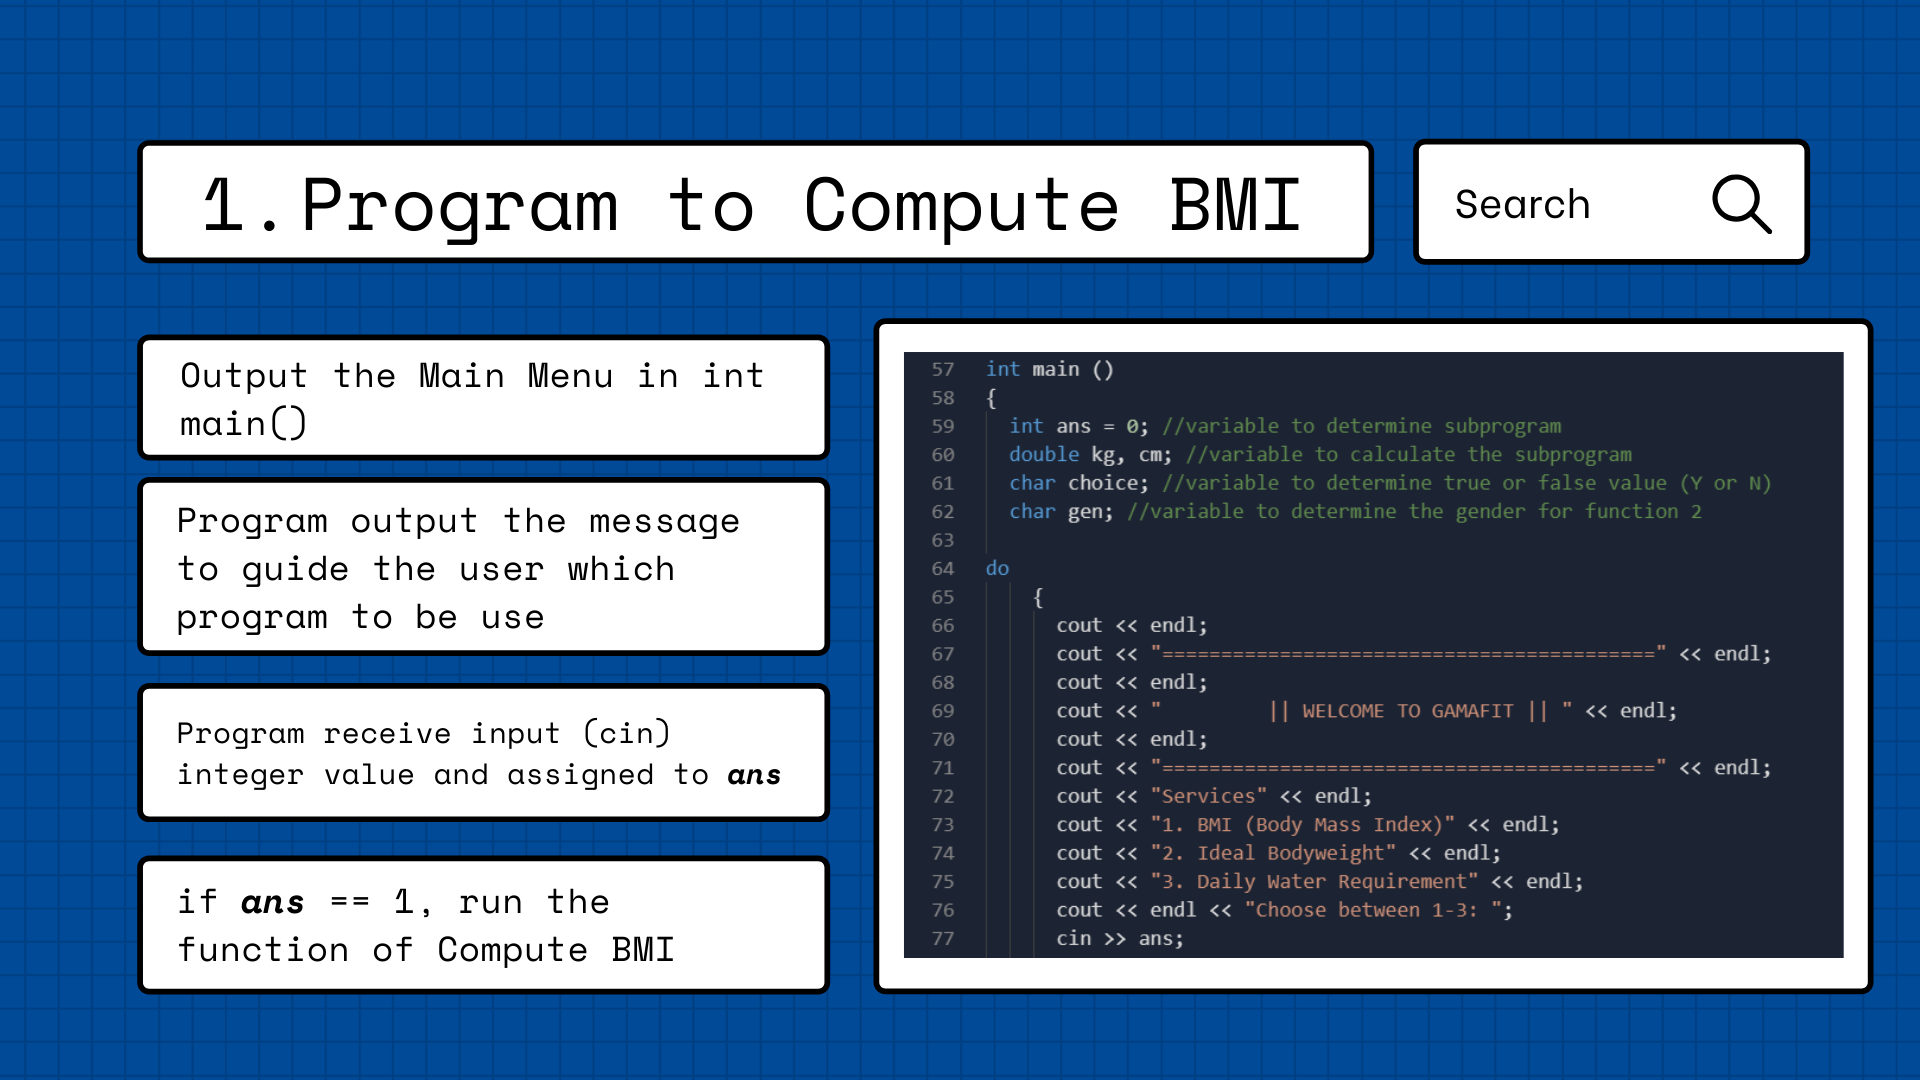 1.Program to Compute BMI
Search
Output the Main Menu in int
main()
Program output the message
to guide the user which
program to be use
Program receive input (cin)
integer value and assigned to ans
if ans == 1, run the
function of Compute BMI
57 int main ()
58 {
59 int ans = 0; //variable to determine subprogram
60 double kg, cm; //variable to calculate the subprogram
61 char choice; //variable to determine true or false value (Y or N)
62 char gen; //variable to determine the gender for function 2
63
64 do
65 {
66 cout << endl;
67 cout << "==========================================" << endl;
68 cout << endl;
69 cout << "         || WELCOME TO GAMAFIT || " << endl;
70 cout << endl;
71 cout << "==========================================" << endl;
72 cout << "Services" << endl;
73 cout << "1. BMI (Body Mass Index)" << endl;
74 cout << "2. Ideal Bodyweight" << endl;
75 cout << "3. Daily Water Requirement" << endl;
76 cout << endl << "Choose between 1-3: ";
77 cin >> ans;